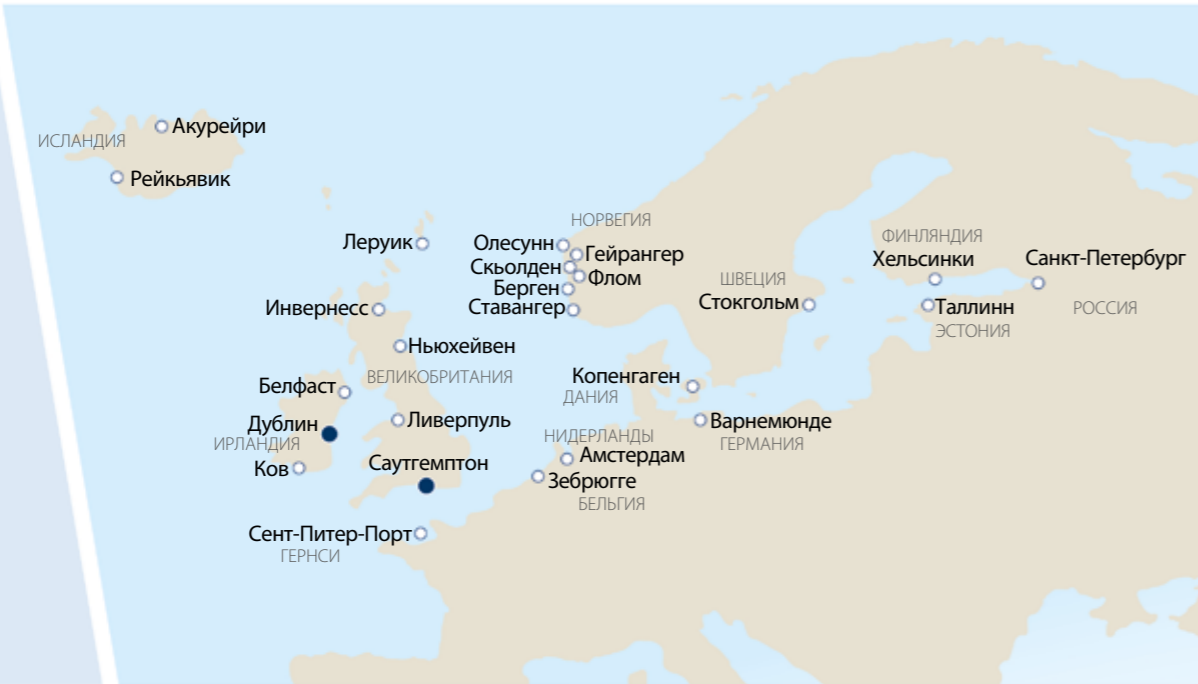 Акурейри
ИСЛАНДИЯ
Рейкьявик
НОРВЕГИЯ
Леруик
Олесунн
Гейрангер
Скьолден
Флом
Берген
Ставангер
ФИНЛЯНДИЯ
Хельсинки
Санкт-Петербург
ШВЕЦИЯ
Стокгольм
Таллинн
ЭСТОНИЯ
РОССИЯ
Инвернесс
Ньюхейвен
ВЕЛИКОБРИТАНИЯ
Белфаст
Копенгаген
ДАНИЯ
Дублин
ИРЛАНДИЯ
Ливерпуль
Варнемюнде
ГЕРМАНИЯ
НИДЕРЛАНДЫ
Амстердам
Ков
Саутгемптон
Зебрюгге
БЕЛЬГИЯ
Сент-Питер-Порт
ГЕРНСИ